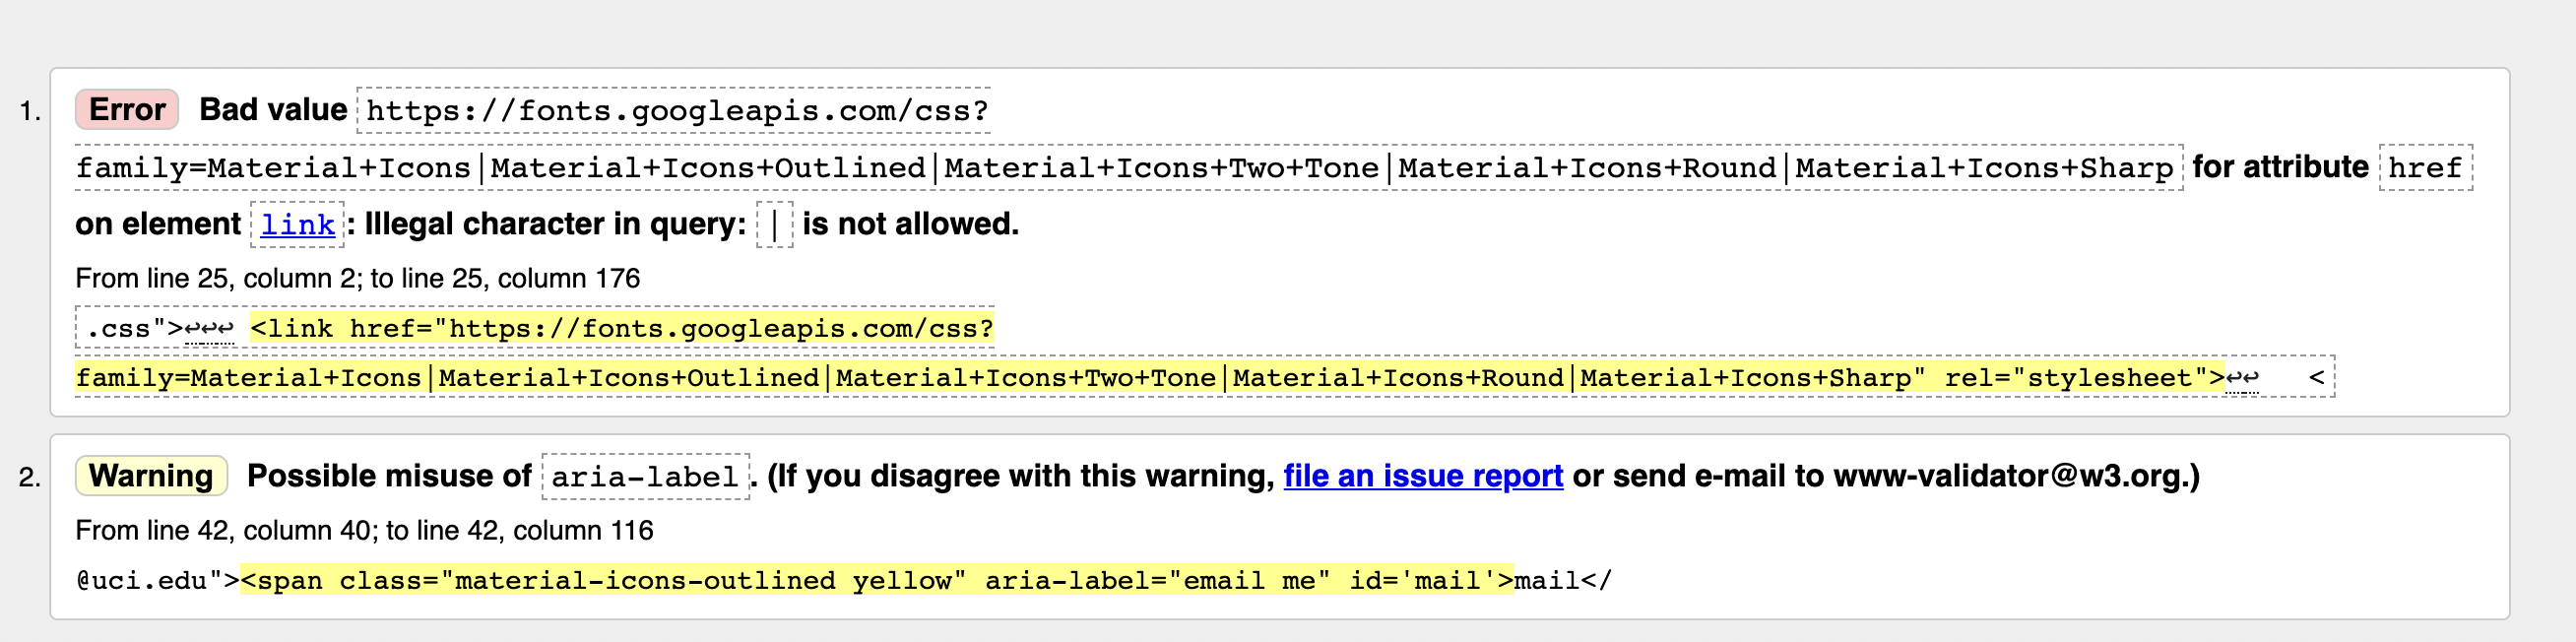 1. Error Bad value https://fonts.googleapis.com/css?
family=Material+Icons|Material+Icons+Outlined|Material+Icons+Two+Tone|Material+Icons+Round|Material+Icons+Sharp for attribute href
on element link: Illegal character in query: | is not allowed.
From line 25, column 2; to line 25, column 176
.css">↩↩↩ <link href="https://fonts.googleapis.com/css?
family=Material+Icons|Material+Icons+Outlined|Material+Icons+Two+Tone|Material+Icons+Round|Material+Icons+Sharp" rel="stylesheet">↩↩   <
2. Warning Possible misuse of aria-label. (If you disagree with this warning, file an issue report or send e-mail to www-validator@w3.org.)
From line 42, column 40; to line 42, column 116
@uci.edu"><span class="material-icons-outlined yellow" aria-label="email me" id='mail'>mail</